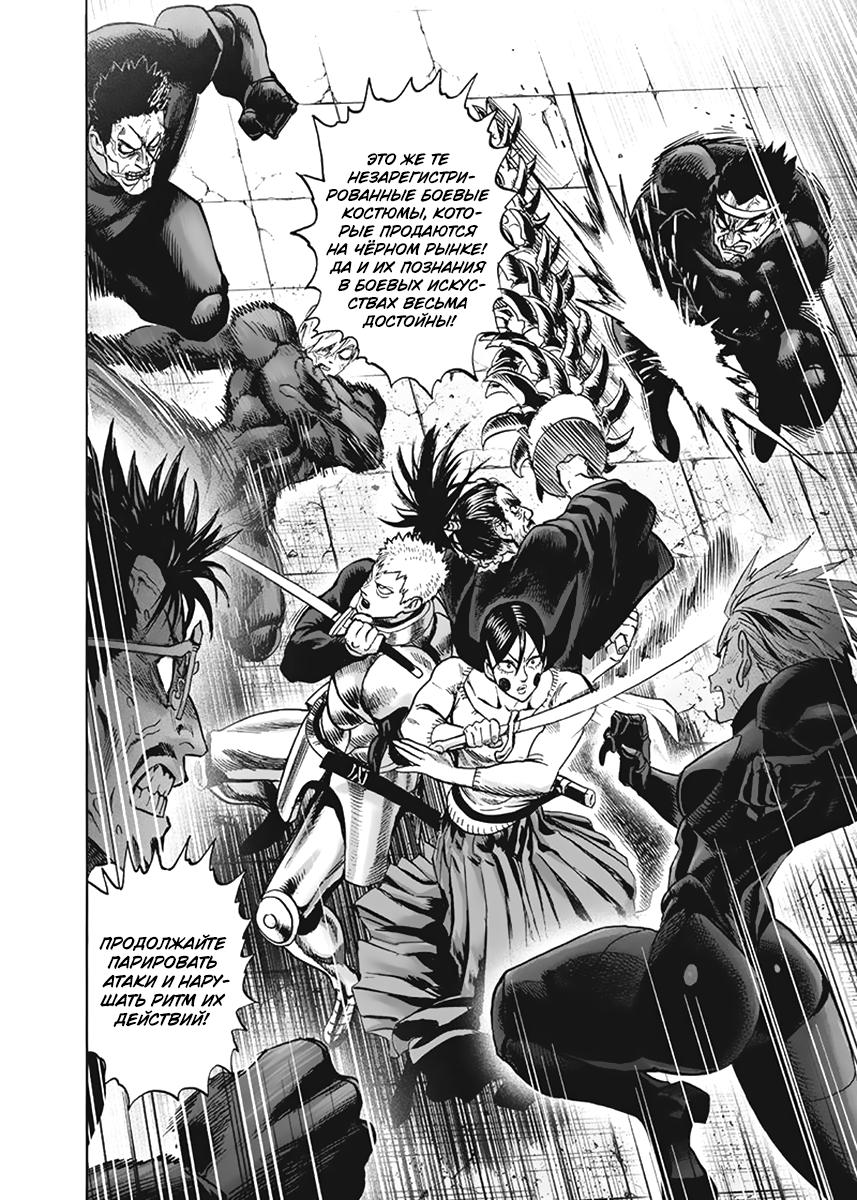 ЭТО ЖЕ ТЕ
НЕЗАРЕГИСТРИ-
РОВАННЫЕ БОЕВЫЕ
КОСТЮМЫ, КОТО-
РЫЕ ПРОДАЮТСЯ
НА ЧЁРНОМ РЫНКЕ!
ДА И ИХ ПОЗНАНИЯ
В БОЕВЫХ ИСКУС-
СТВАХ ВЕСЬМА
ДОСТОЙНЫ!
ПРОДОЛЖАЙТЕ
ПАРИРОВАТЬ
АТАКИ И НАРУ-
ШАТЬ РИТМ ИХ
ДЕЙСТВИЙ!